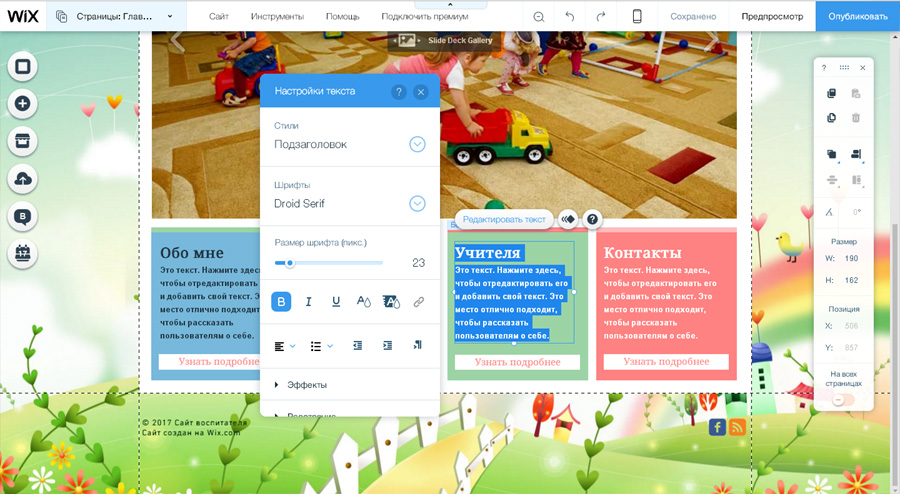 WiX
Страницы: Глав...
Сайт
Инструменты
Помощь
Подключить премиум
Сохранено
Предпросмотр
Опубликовать
Slide Deck Gallery
Настройки текста
?
Стили
Подзаголовок
Шрифты
Droid Serif
Размер шрифта (пикс.)
23
B I U A A
Эффекты
Редактировать текст
?
Обо мне
Это текст. Нажмите здесь,
чтобы отредактировать
и добавить свой текст. Это
место отлично подходит,
чтобы рассказать
пользователям о себе.
Узнать подробнее
Учителя
Это текст. Нажмите здесь,
чтобы отредактировать его
и добавить свой текст. Это
место отлично подходит,
чтобы рассказать
пользователям о себе.
Узнать подробнее
Контакты
Это текст. Нажмите здесь,
чтобы отредактировать его
и добавить свой текст. Это
место отлично подходит,
чтобы рассказать
пользователям о себе.
Узнать подробнее
?
0°
Размер
W: 190
H: 162
Позиция
X: 506
Y: 857
На всех
страницах
© 2017 Сайт воспитателя
Сайт создан на Wix.com